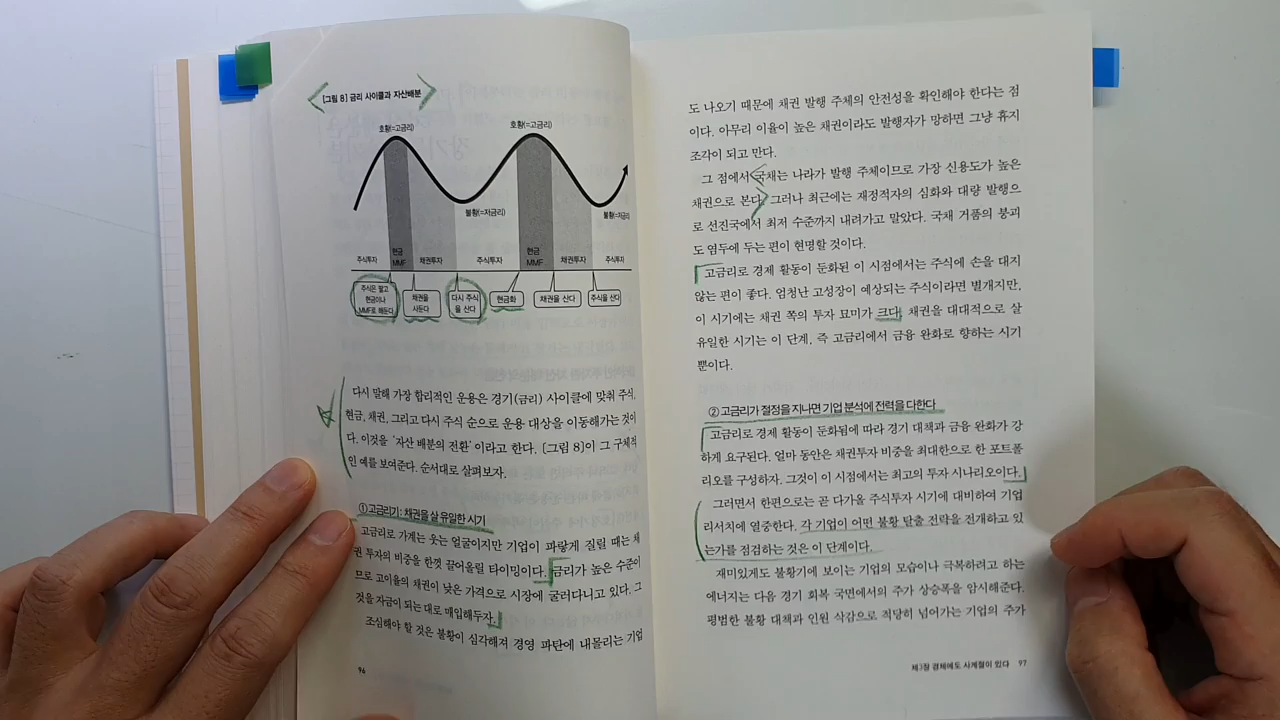 [그림 8] 금리 사이클과 자산배분
호황(=고금리)
호황(=고금리)
불황(=저금리)
불황(=저금리)
주식투자
현금
MMF
채권투자
주식투자
현금
MMF
채권투자
주식투자
주식은 팔고
현금이나
MMF로 해둔다
채권을
사둔다
다시 주식
을 산다
현금화
채권을 산다
주식을 산다
다시 말해 가장 합리적인 운용은 경기(금리) 사이클에 맞춰 주식,
현금, 채권, 그리고 다시 주식 순으로 운용 대상을 이동해가는 것이
다. 이것을 '자산 배분의 전환'이라고 한다. [그림 8]이 그 구체적
인 예를 보여준다. 순서대로 살펴보자.
①고금리기: 채권을 살 유일한 시기
고금리로 가계는 웃는 얼굴이지만 기업이 파랗게 질릴 때는 채
권 투자의 비중을 한껏 끌어올릴 타이밍이다. 금리가 높은 수준이
므로 고이율의 채권이 낮은 가격으로 시장에 굴러다니고 있다. 그
것을 자금이 되는 대로 매입해두자.
조심해야 할 것은 불황이 심각해져 경영 파탄에 내몰리는 기업
96
도 나오기 때문에 채권 발행 주체의 안전성을 확인해야 한다는 점
이다. 아무리 이율이 높은 채권이라도 발행자가 망하면 그냥 휴지
조각이 되고 만다.
그 점에서 국채는 나라가 발행 주체이므로 가장 신용도가 높은
채권으로 본다. 그러나 최근에는 재정적자의 심화와 대량 발행으
로 선진국에서 최저 수준까지 내려가고 말았다. 국채 거품의 붕괴
도 염두에 두는 편이 현명할 것이다.
고금리로 경제 활동이 둔화된 이 시점에서는 주식에 손을 대지
않는 편이 좋다. 엄청난 고성장이 예상되는 주식이라면 별개지만,
이 시기에는 채권 쪽의 투자 묘미가 크다. 채권을 대대적으로 살
유일한 시기는 이 단계, 즉 고금리에서 금융 완화로 향하는 시기
뿐이다.
② 고금리가 절정을 지나면 기업 분석에 전력을 다한다
고금리로 경제 활동이 둔화됨에 따라 경기 대책과 금융 완화가 강
하게 요구된다. 얼마 동안은 채권투자 비중을 최대한으로 한 포트폴
리오를 구성하자. 그것이 이 시점에서는 최고의 투자 시나리오이다.
그러면서 한편으로는 곧 다가올 주식투자 시기에 대비하여 기업
리서치에 열중한다. 각 기업이 어떤 불황 탈출 전략을 전개하고 있
는가를 점검하는 것은 이 단계이다.
재미있게도 불황기에 보이는 기업의 모습이나 극복하려고 하는
에너지는 다음 경기 회복 국면에서의 주가 상승폭을 암시해준다.
평범한 불황 대책과 인원 삭감으로 적당히 넘어가는 기업의 주가
제3장 경제에도 사계절이 있다 97